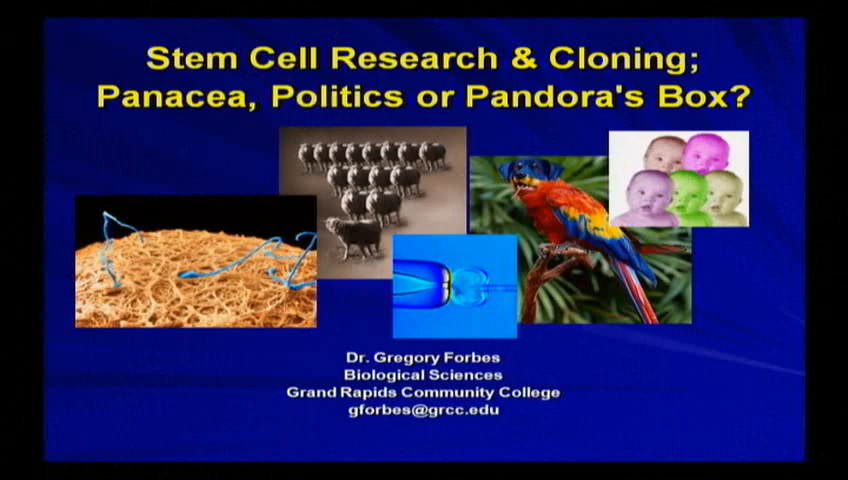 Stem Cell Research & Cloning;
Panacea, Politics or Pandora's Box?
Dr. Gregory Forbes
Biological Sciences
Grand Rapids Community College
gforbes@grcc.edu